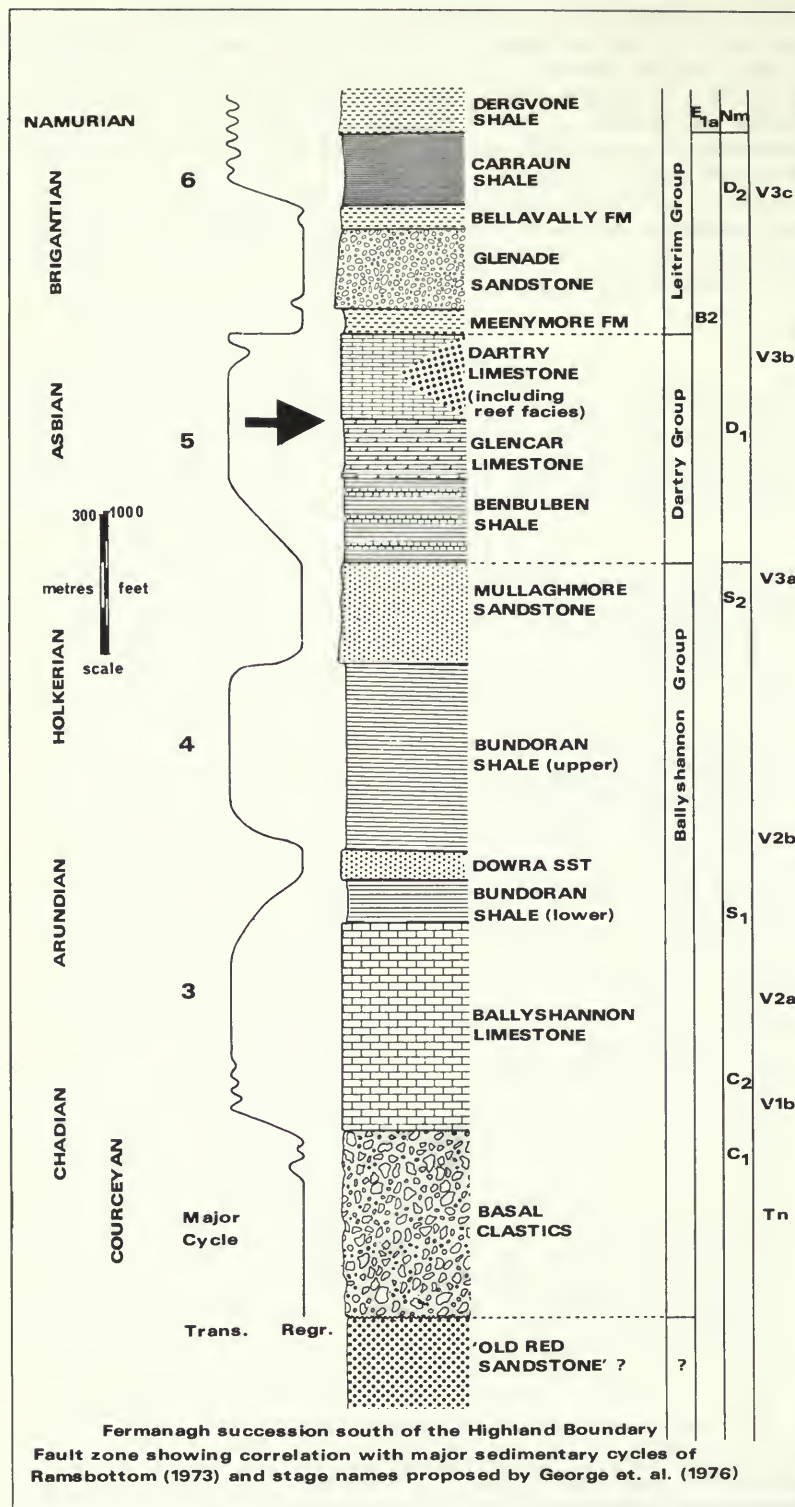 NAMURIAN
BRIGANTIAN
ASBIAN
HOLKERIAN
ARUNDIAN
CHADIAN
COURCEYAN
6
5
4
3
300 1000
metres feet
scale
Major
Cycle
Trans. Regr.
DERGVONE
SHALE
CARRAUN
SHALE
BELLAVALLY FM
GLENADE
SANDSTONE
MEENYMORE FM
DARTRY
LIMESTONE
(including
reef facies)
GLENCAR
LIMESTONE
BENBULBEN
SHALE
MULLAGHMORE
SANDSTONE
BUNDORAN
SHALE (upper)
DOWRA SST
BUNDORAN
SHALE (lower)
BALLYSHANNON
LIMESTONE
BASAL
CLASTICS
'OLD RED
SANDSTONE' ?
Leitrim Group
Dartry Group
Ballyshannon Group
?
E1a
B2
Nm
D2
D1
S2
S1
C2
C1
V3c
V3b
V3a
V2b
V2a
V1b
Tn
Fermanagh succession south of the Highland Boundary
Fault zone showing correlation with major sedimentary cycles of
Ramsbottom (1973) and stage names proposed by George et. al. (1976)